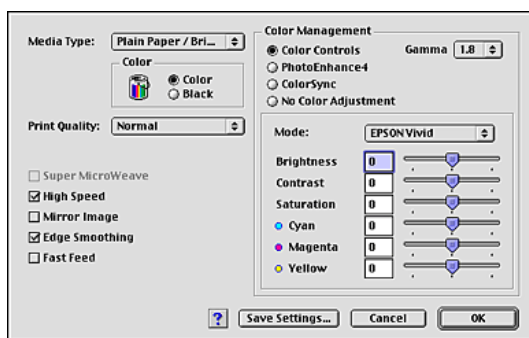 Media Type: Plain Paper / Bri...
Color
Color
Black
Print Quality: Normal
Super MicroWeave
High Speed
Mirror Image
Edge Smoothing
Fast Feed
Color Management
Color Controls
Gamma 1.8
PhotoEnhance4
ColorSync
No Color Adjustment
Mode: EPSON Vivid
Brightness 0
Contrast 0
Saturation 0
Cyan 0
Magenta 0
Yellow 0
? Save Settings... Cancel OK